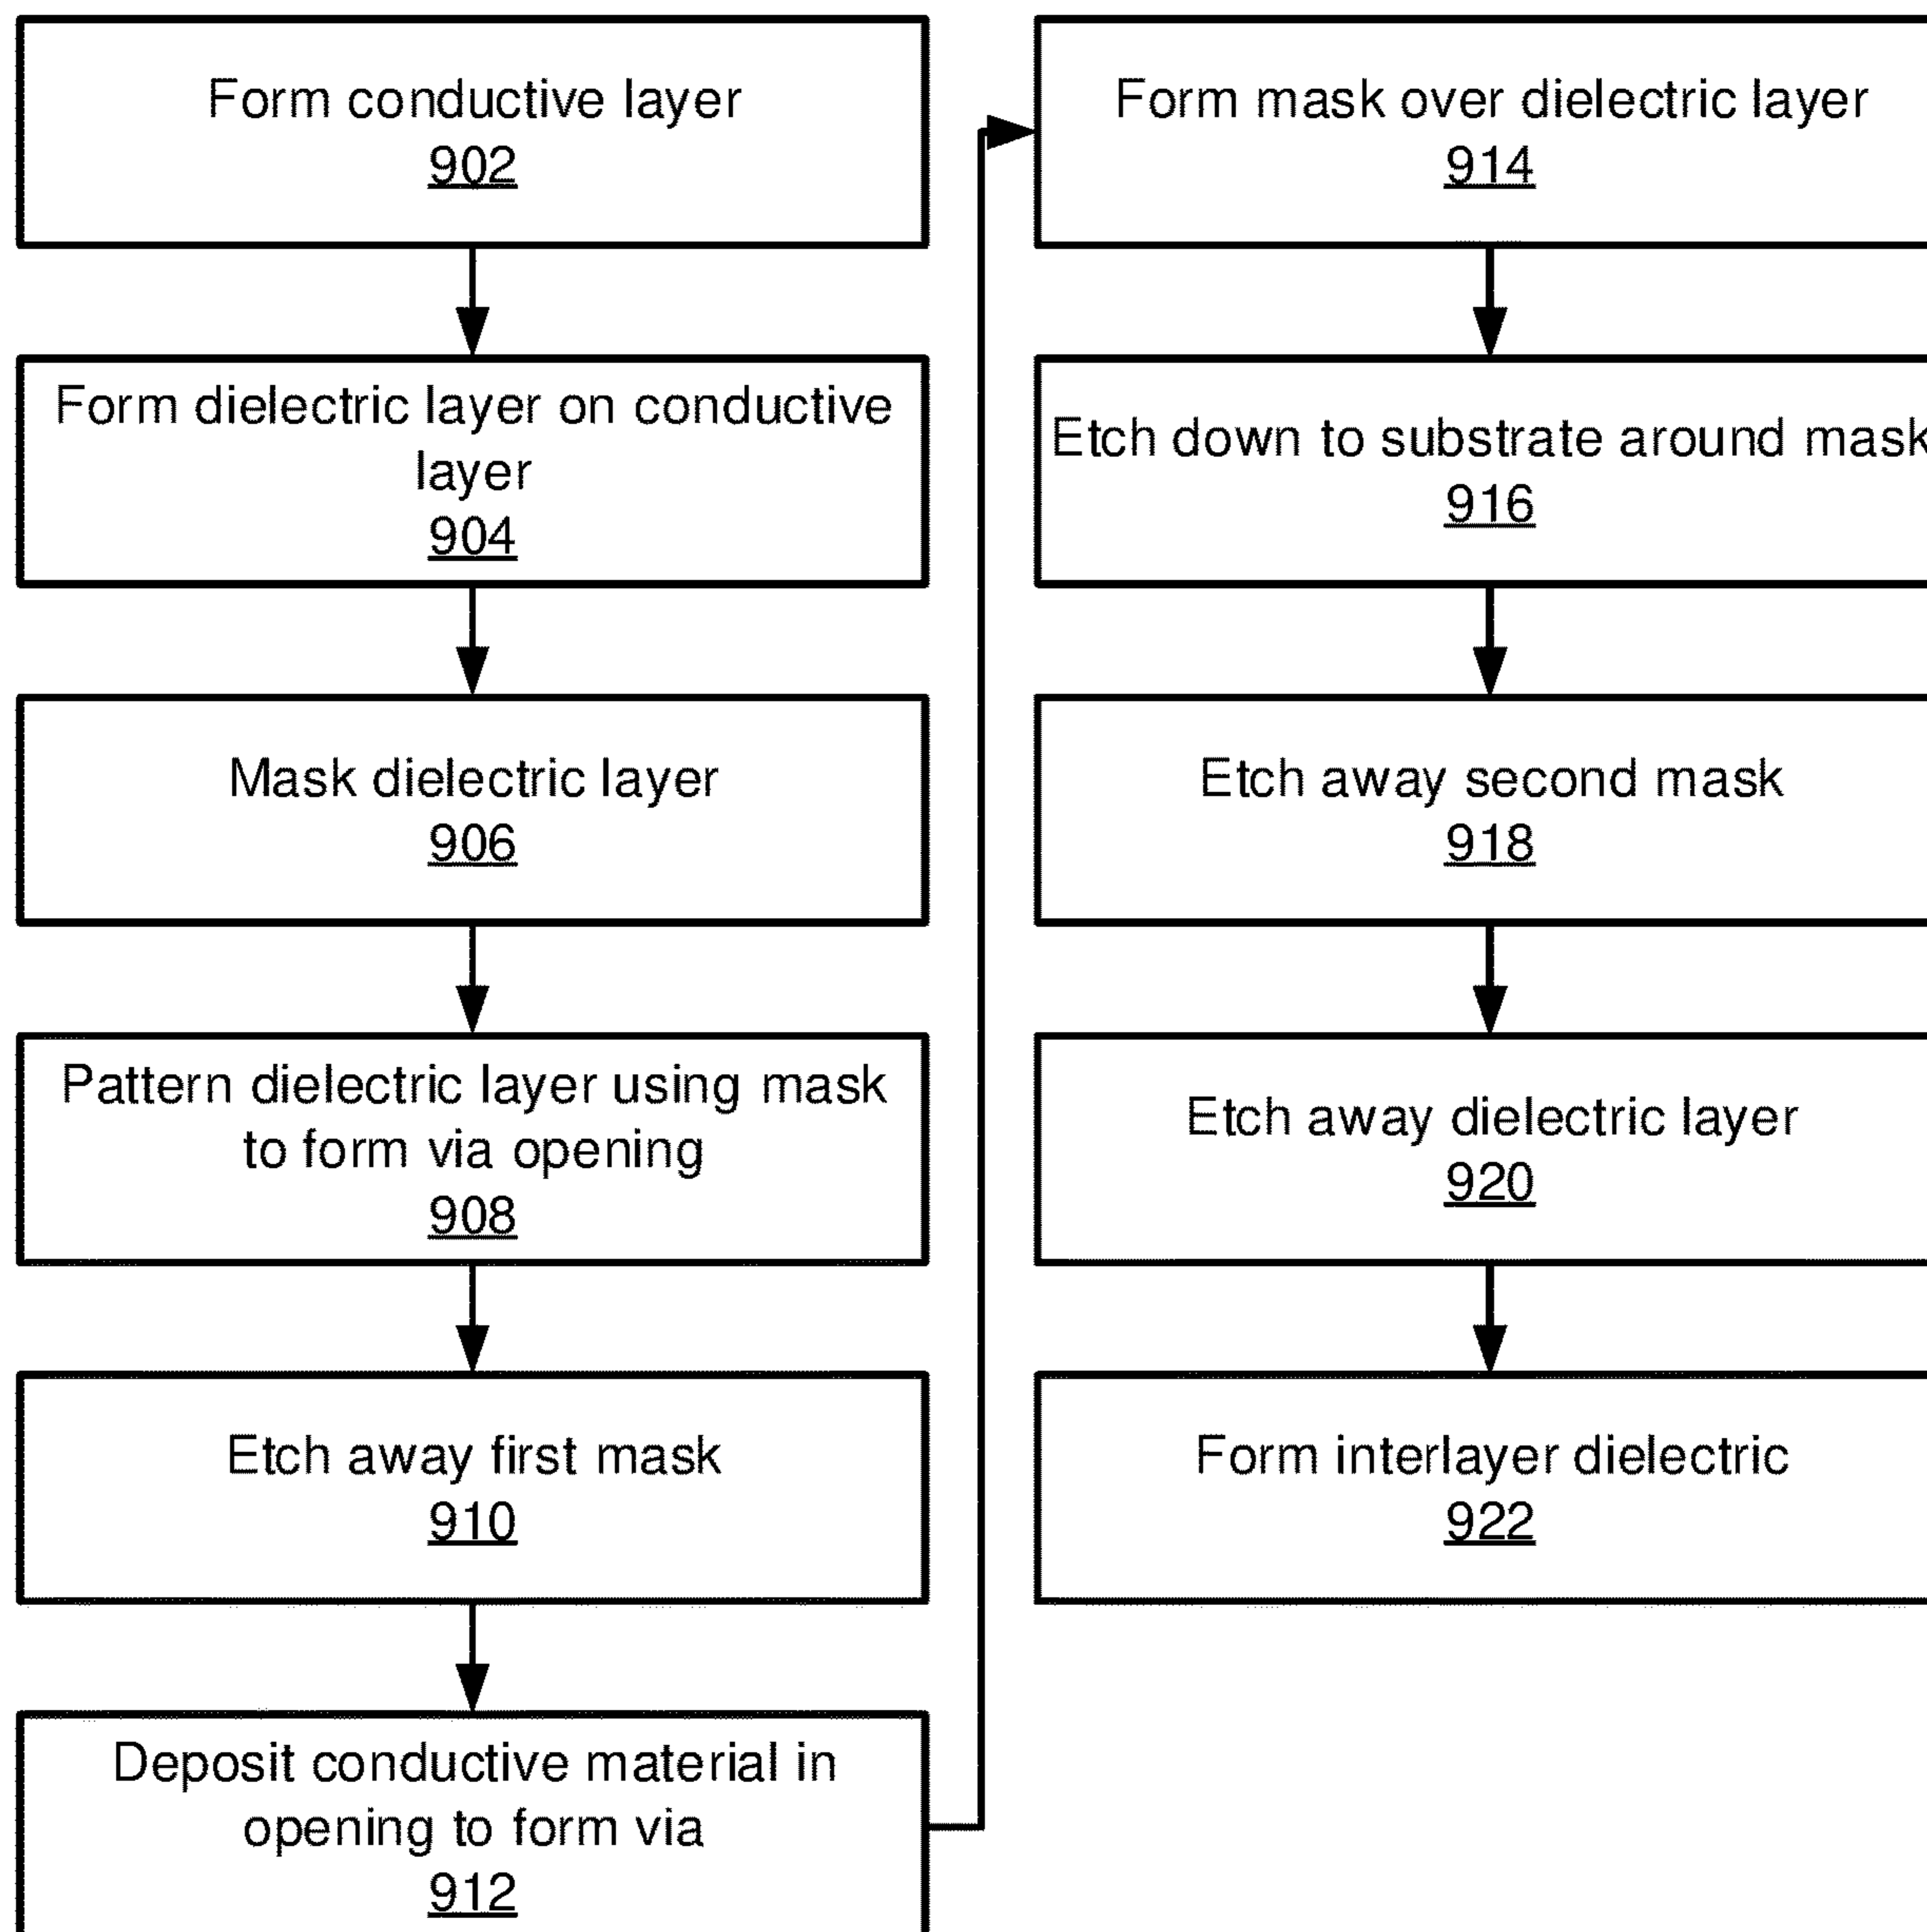 Form conductive layer
902
Form dielectric layer on conductive
layer
904
Mask dielectric layer
906
Pattern dielectric layer using mask
to form via opening
908
Etch away first mask
910
Deposit conductive material in
opening to form via
912
Form mask over dielectric layer
914
Etch down to substrate around mask
916
Etch away second mask
918
Etch away dielectric layer
920
Form interlayer dielectric
922